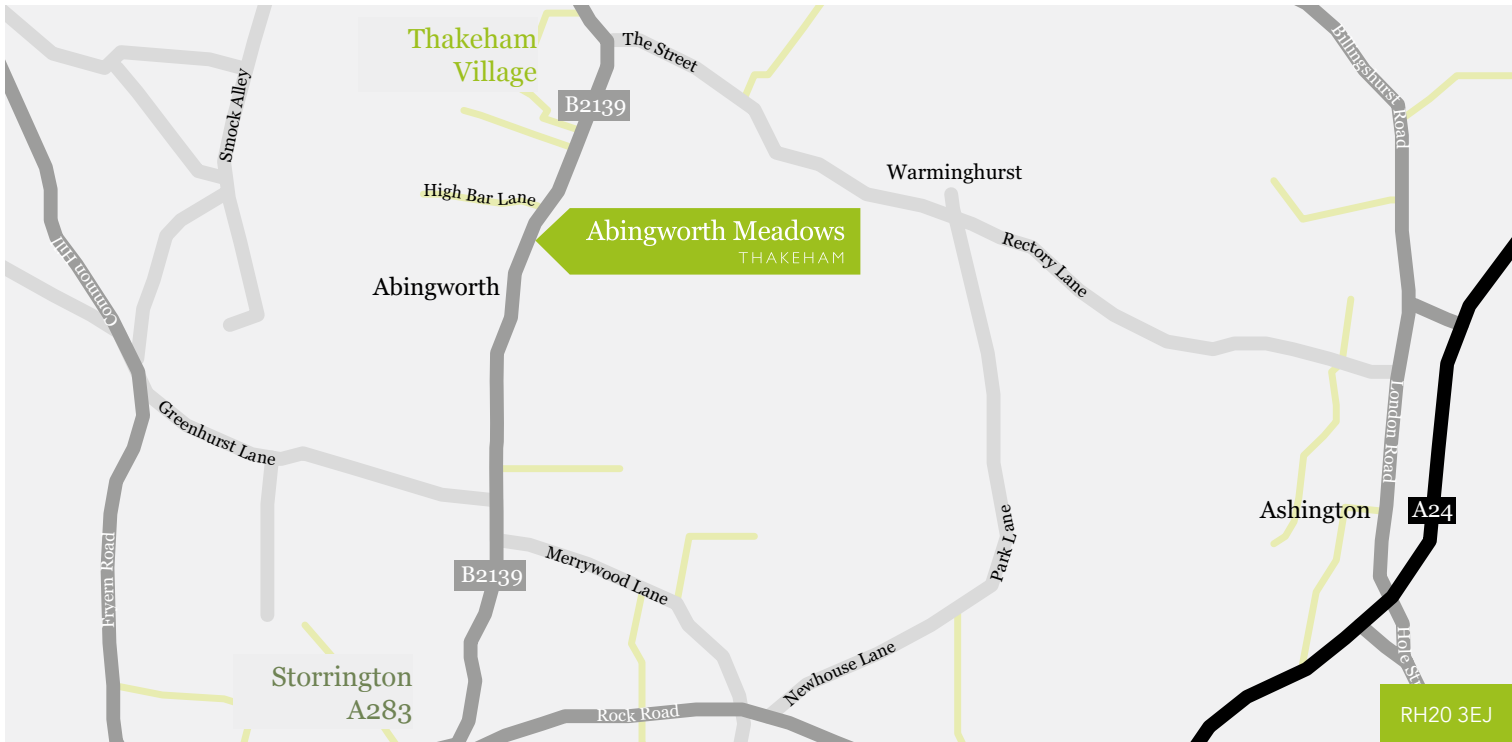 Thakeham
Village
The Street
Billingshurst Road
Smock Alley
B2139
Warminghurst
High Bar Lane
Abingworth Meadows
THAKEHAM
Common Hill
Abingworth
Rectory Lane
Greenhurst Lane
London Road
Ashington
A24
Fryern Road
Park Lane
B2139
Merrywood Lane
Newhouse Lane
Hole
Storrington
A283
Rock Road
RH20 3EJ